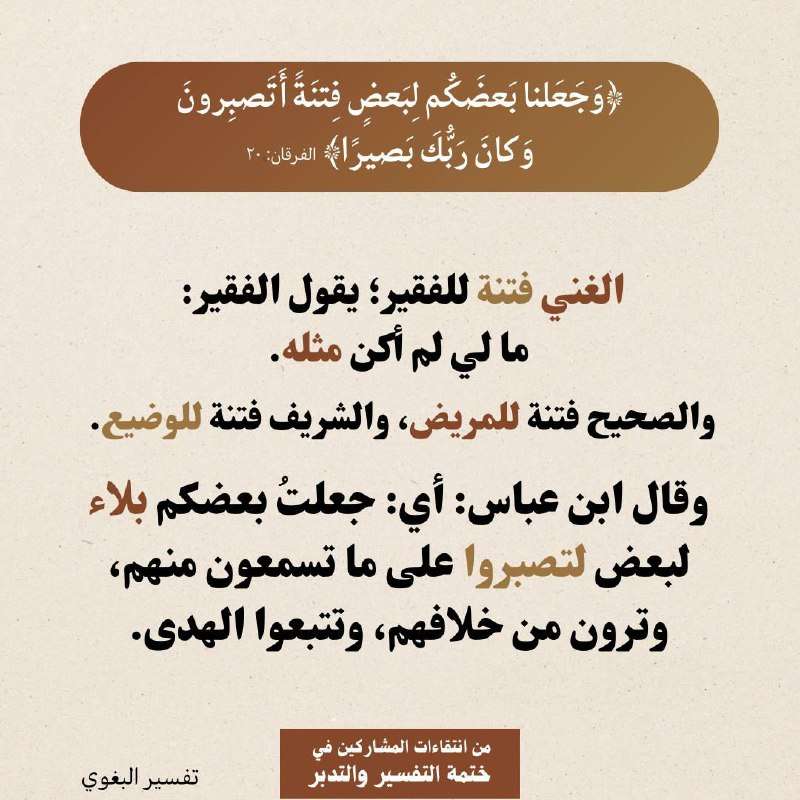 ﴿وَجَعَلنا بَعضَكُم لِبَعضٍ فِتنَةً أَتَصبِرونَ
وَكانَ رَبُّكَ بَصيرًا﴾ الفرقان: ٢٠
الغني فتنة للفقير؛ يقول الفقير:
ما لي لم أكن مثله.
والصحيح فتنة للمريض، والشريف فتنة للوضيع.
وقال ابن عباس: أي: جعلتُ بعضكم بلاء
لبعض لتصبروا على ما تسمعون منهم،
وترون من خلافهم، وتتبعوا الهدى.
من انتقاءات المشاركين في
ختمة التفسير والتدبر
تفسير البغوي